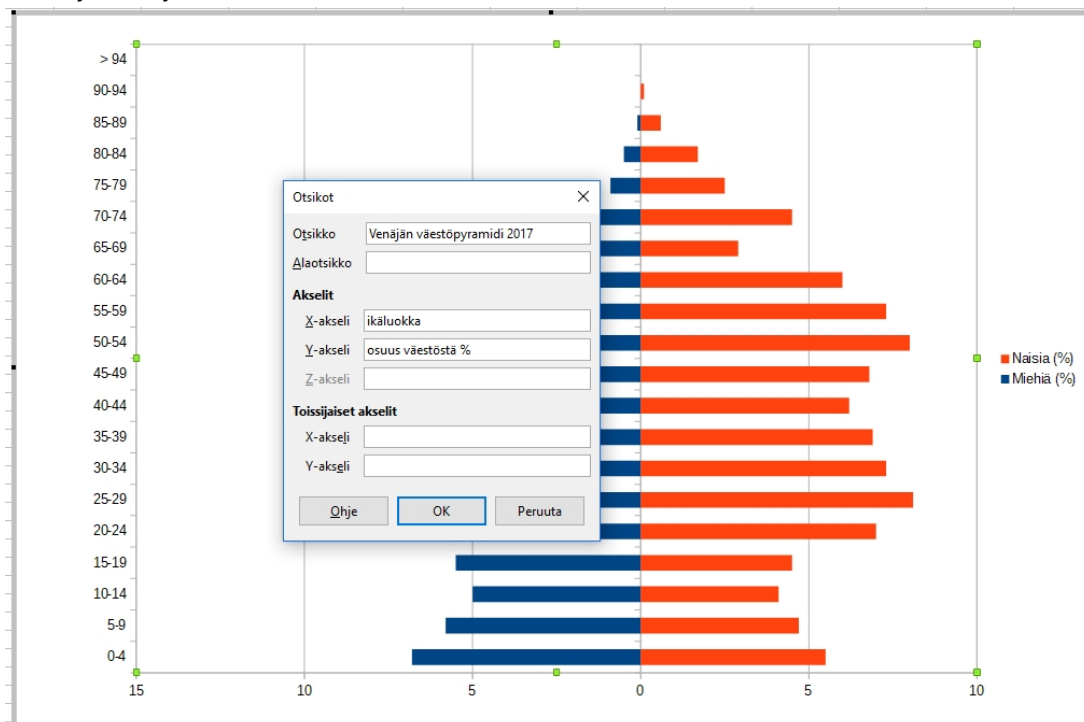 > 94
90-94
85-89
80-84
75-79
70-74
65-69
60-64
55-59
50-54
45-49
40-44
35-39
30-34
25-29
20-24
15-19
10-14
5-9
0-4
15 10 5 0 5 10
Otsikot
Otsikko Venäjän väestöpyramidi 2017
Alaotsikko
Akselit
X-akseli ikäluokka
Y-akseli osuus väestöstä %
Z-akseli
Toissijaiset akselit
X-akseli
Y-akseli
Ohje OK Peruuta
Naisia (%)
Miehiä (%)